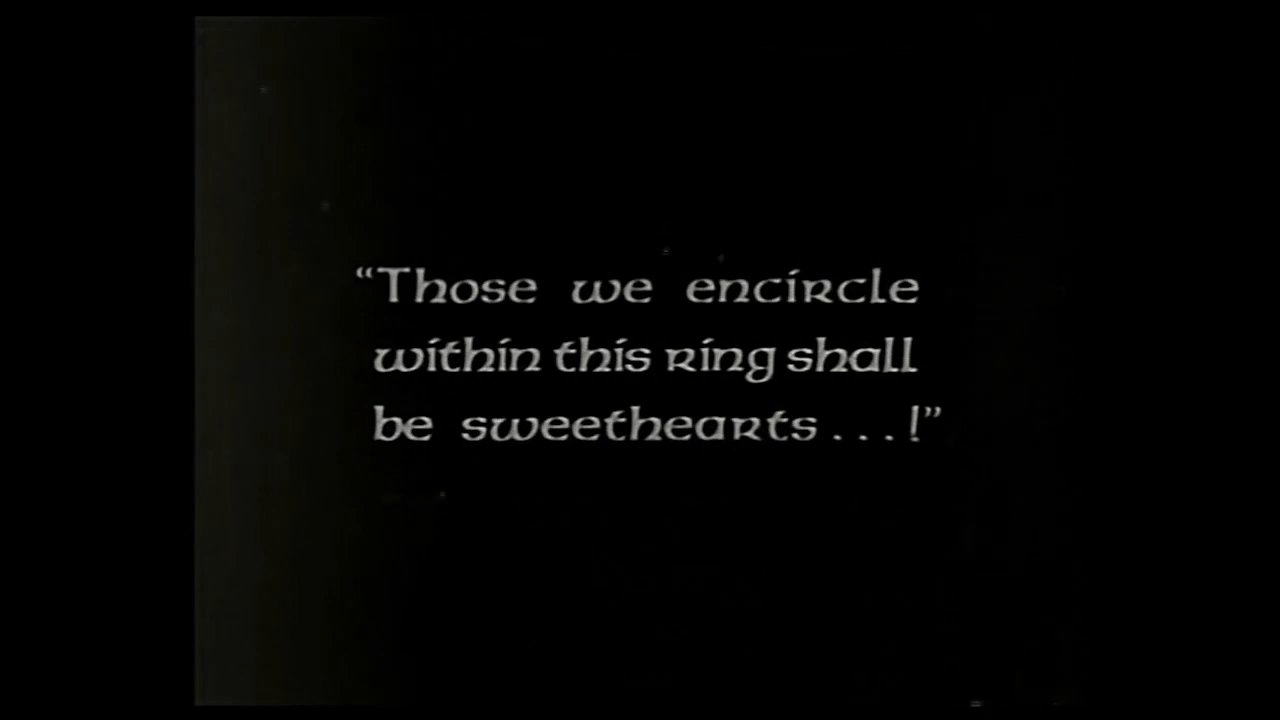 “Those we encircle
within this ring shall
be sweethearts...!”